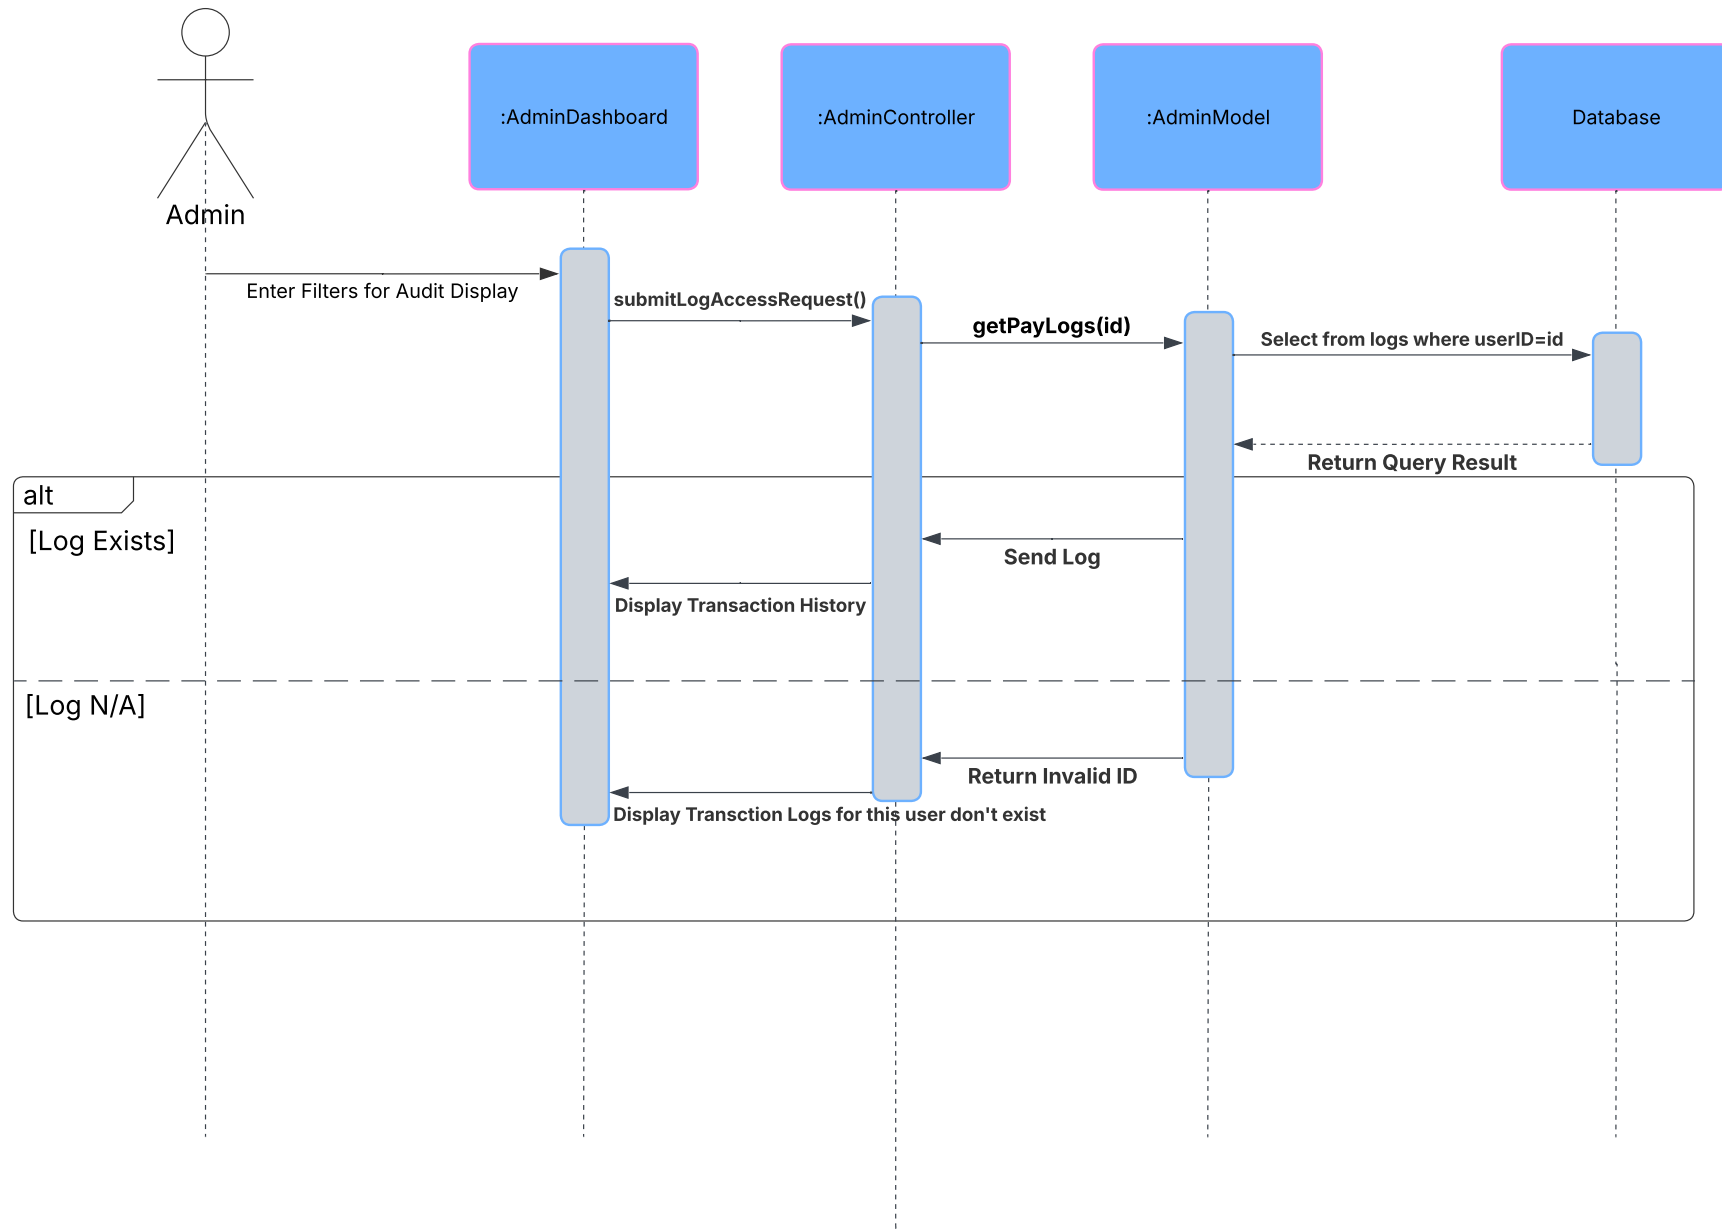 :AdminDashboard
:AdminController
:AdminModel
Database
Admin
Enter Filters for Audit Display
submitLogAccessRequest()
getPayLogs(id)
Select from logs where userID=id
Return Query Result
alt
[Log Exists]
Send Log
Display Transaction History
[Log N/A]
Return Invalid ID
Display Transction Logs for this user don't exist